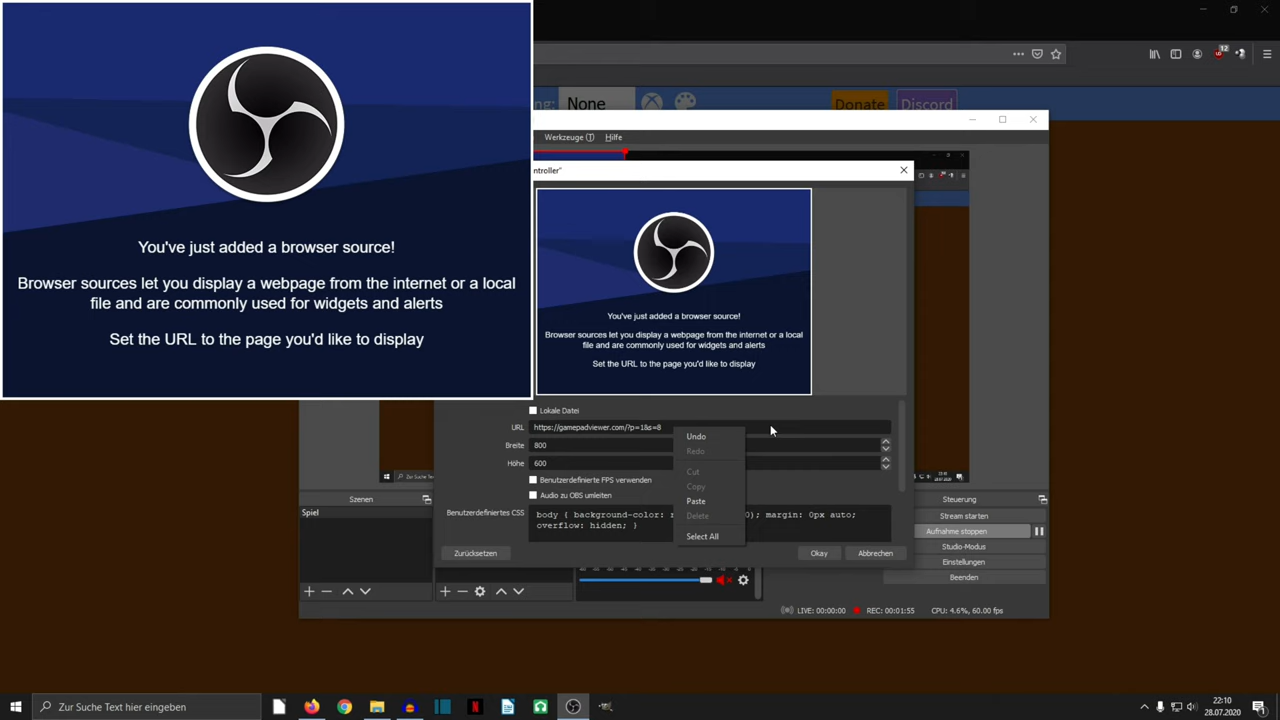 You've just added a browser source!
Browser sources let you display a webpage from the internet or a local
file and are commonly used for widgets and alerts
Set the URL to the page you'd like to display
12
ng:
None
Donate
Discord
Werkzeuge (T)
Hilfe
ntroller"
You've just added a browser source!
Browser sources let you display a webpage from the internet or a local
file and are commonly used for widgets and alerts
Set the URL to the page you'd like to display
Lokale Datei
URL
https://gamepadviewer.com/?p=1&s=8
Breite
800
Höhe
600
Benutzerdefinierte FPS verwenden
Audio zu OBS umleiten
Benutzerdefiniertes CSS
body { background-color: 0); margin: 0px auto;
overflow: hidden; }
Undo
Redo
Cut
Copy
Paste
Delete
Select All
Zurücksetzen
Okay
Abbrechen
Szenen
Spiel
Steuerung
Stream starten
Aufnahme stoppen
Studio-Modus
Einstellungen
Beenden
LIVE: 00:00:00
REC: 00:01:55
CPU: 4.6%, 60.00 fps
Zur Suche Text hier eingeben
22:10
28.07.2020